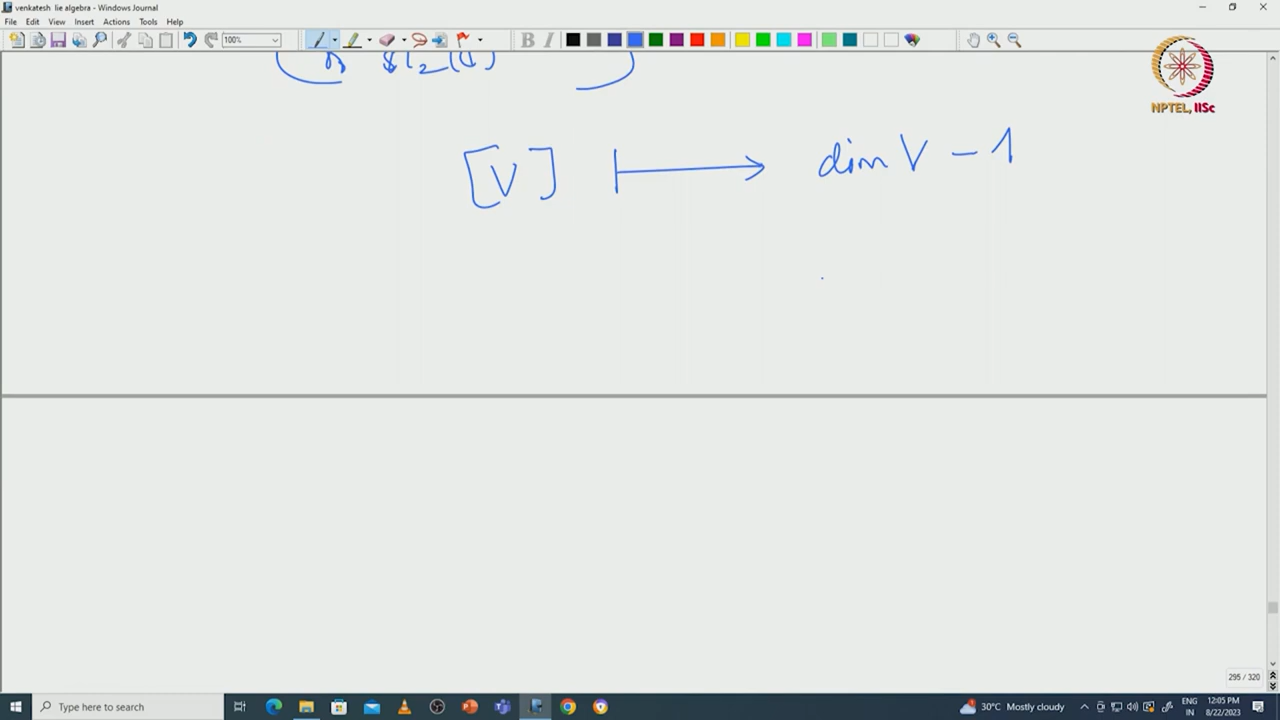 venkatesh lie algebra - Windows Journal
File Edit View Insert Actions Tools Help
100%
sl₂(ℂ)
NPTEL, IISc
[V] ⟼ dim V − 1
295 / 320
Type here to search
30°C Mostly cloudy
ENG
IN
12:05 PM
8/22/2023